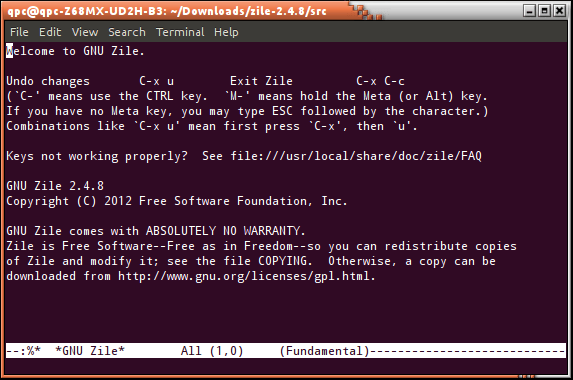 qpc@qpc-Z68MX-UD2H-B3: ~/Downloads/zile-2.4.8/src
File Edit View Search Terminal Help
Welcome to GNU Zile.
Undo changes C-x u Exit Zile C-x C-c
(`C-' means use the CTRL key. `M-' means hold the Meta (or Alt) key.
If you have no Meta key, you may type ESC followed by the character.)
Combinations like `C-x u' mean first press `C-x', then `u'.
Keys not working properly? See file:///usr/local/share/doc/zile/FAQ
GNU Zile 2.4.8
Copyright (C) 2012 Free Software Foundation, Inc.
GNU Zile comes with ABSOLUTELY NO WARRANTY.
Zile is Free Software--Free as in Freedom--so you can redistribute copies
of Zile and modify it; see the file COPYING. Otherwise, a copy can be
downloaded from http://www.gnu.org/licenses/gpl.html.
--:%* *GNU Zile* All (1,0) (Fundamental)------------------------------